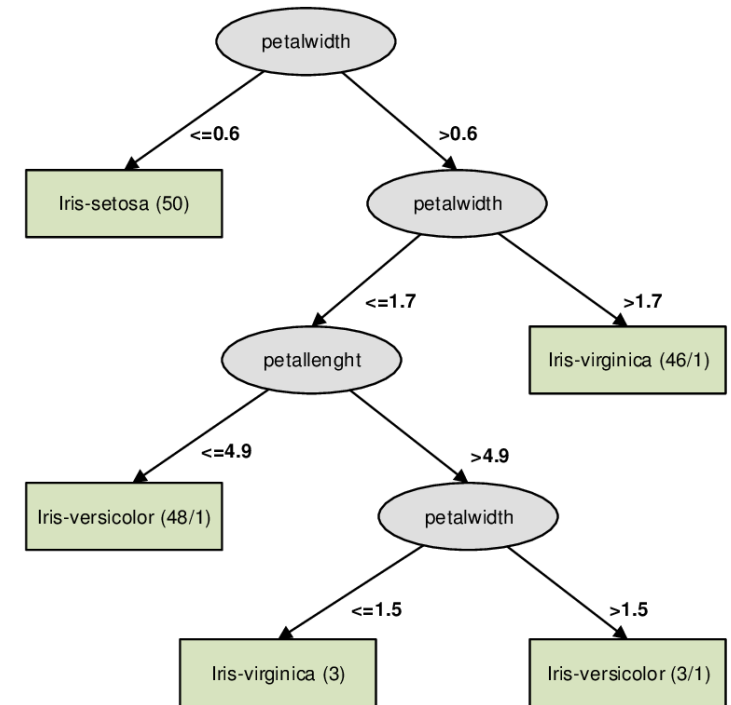 petalwidth
<=0.6
>0.6
Iris-setosa (50)
petalwidth
<=1.7
>1.7
petallenght
Iris-virginica (46/1)
<=4.9
>4.9
Iris-versicolor (48/1)
petalwidth
<=1.5
>1.5
Iris-virginica (3)
Iris-versicolor (3/1)